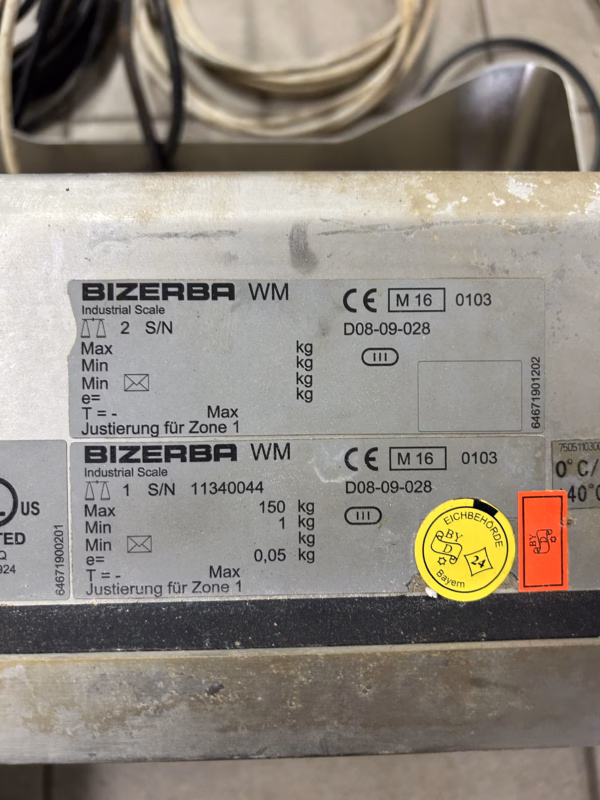 BIZERBA WM
Industrial Scale
2 S/N
Max kg
Min kg
Min kg
e= kg
T = - Max
Justierung für Zone 1
CE M 16 0103
D08-09-028
III
64671901202
BIZERBA WM
Industrial Scale
1 S/N 11340044
Max 150 kg
Min 1 kg
Min kg
e= 0,05 kg
T = - Max
Justierung für Zone 1
CE M 16 0103
D08-09-028
III
EICHBEHÖRDE
BY
D
24
Bayern
BY
D
US
TED
Q
924
64671900201
0°C/
40°C